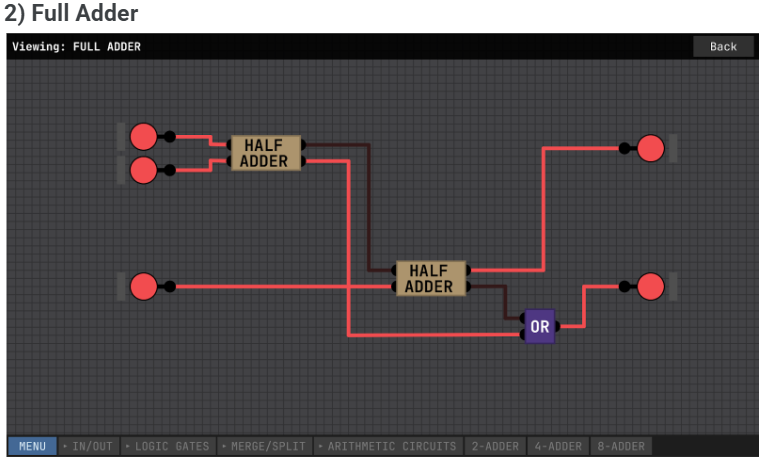 2) Full Adder
Viewing: FULL ADDER
Back
HALF
ADDER
HALF
ADDER
OR
MENU ▸ IN/OUT ▸ LOGIC GATES ▸ MERGE/SPLIT ▸ ARITHMETIC CIRCUITS 2-ADDER 4-ADDER 8-ADDER